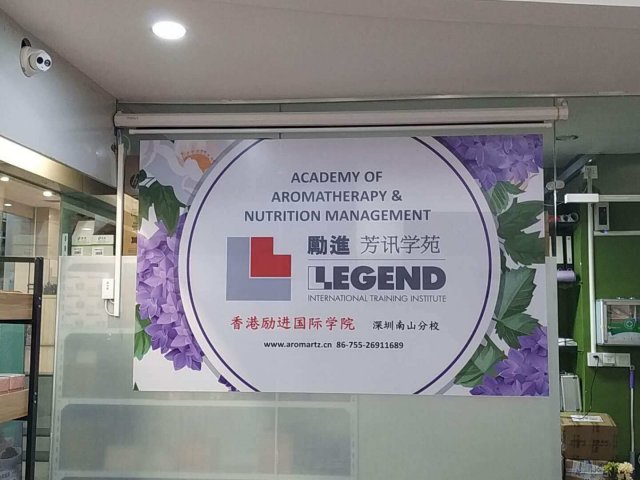 ACADEMY OF
AROMATHERAPY &
NUTRITION MANAGEMENT
勵進 芳讯学苑
LEGEND
INTERNATIONAL TRAINING INSTITUTE
香港励进国际学院 深圳南山分校
www.aromartz.cn 86-755-26911689